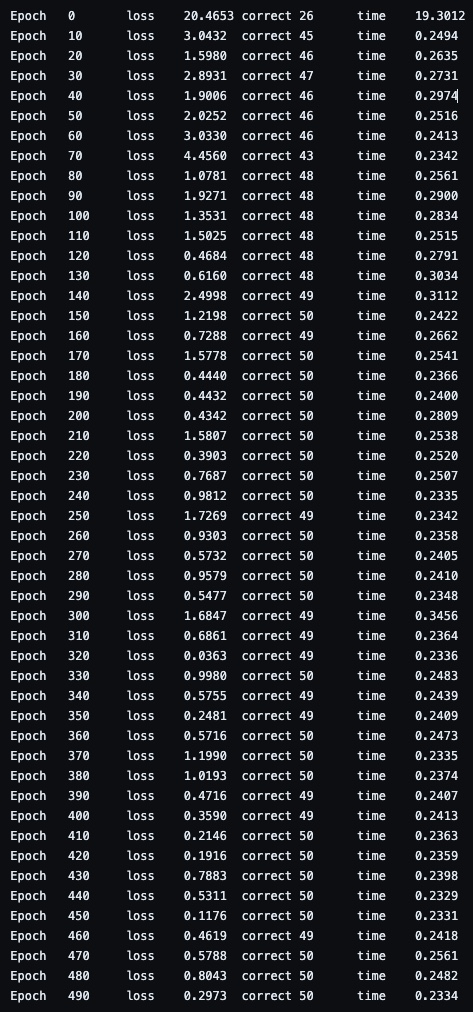 Epoch 0 loss 20.4653 correct 26 time 19.3012
Epoch 10 loss 3.0432 correct 45 time 0.2494
Epoch 20 loss 1.5980 correct 46 time 0.2635
Epoch 30 loss 2.8931 correct 47 time 0.2731
Epoch 40 loss 1.9006 correct 46 time 0.2974
Epoch 50 loss 2.0252 correct 46 time 0.2516
Epoch 60 loss 3.0330 correct 46 time 0.2413
Epoch 70 loss 4.4560 correct 43 time 0.2342
Epoch 80 loss 1.0781 correct 48 time 0.2561
Epoch 90 loss 1.9271 correct 48 time 0.2900
Epoch 100 loss 1.3531 correct 48 time 0.2834
Epoch 110 loss 1.5025 correct 48 time 0.2515
Epoch 120 loss 0.4684 correct 48 time 0.2791
Epoch 130 loss 0.6160 correct 48 time 0.3034
Epoch 140 loss 2.4998 correct 49 time 0.3112
Epoch 150 loss 1.2198 correct 50 time 0.2422
Epoch 160 loss 0.7288 correct 49 time 0.2662
Epoch 170 loss 1.5778 correct 50 time 0.2541
Epoch 180 loss 0.4440 correct 50 time 0.2366
Epoch 190 loss 0.4432 correct 50 time 0.2400
Epoch 200 loss 0.4342 correct 50 time 0.2809
Epoch 210 loss 1.5807 correct 50 time 0.2538
Epoch 220 loss 0.3903 correct 50 time 0.2520
Epoch 230 loss 0.7687 correct 50 time 0.2507
Epoch 240 loss 0.9812 correct 50 time 0.2335
Epoch 250 loss 1.7269 correct 49 time 0.2342
Epoch 260 loss 0.9303 correct 50 time 0.2358
Epoch 270 loss 0.5732 correct 50 time 0.2405
Epoch 280 loss 0.9579 correct 50 time 0.2410
Epoch 290 loss 0.5477 correct 50 time 0.2348
Epoch 300 loss 1.6847 correct 49 time 0.3456
Epoch 310 loss 0.6861 correct 49 time 0.2364
Epoch 320 loss 0.0363 correct 49 time 0.2336
Epoch 330 loss 0.9980 correct 50 time 0.2483
Epoch 340 loss 0.5755 correct 49 time 0.2439
Epoch 350 loss 0.2481 correct 49 time 0.2409
Epoch 360 loss 0.5716 correct 50 time 0.2473
Epoch 370 loss 1.1990 correct 50 time 0.2335
Epoch 380 loss 1.0193 correct 50 time 0.2374
Epoch 390 loss 0.4716 correct 49 time 0.2407
Epoch 400 loss 0.3590 correct 49 time 0.2413
Epoch 410 loss 0.2146 correct 50 time 0.2363
Epoch 420 loss 0.1916 correct 50 time 0.2359
Epoch 430 loss 0.7883 correct 50 time 0.2398
Epoch 440 loss 0.5311 correct 50 time 0.2329
Epoch 450 loss 0.1176 correct 50 time 0.2331
Epoch 460 loss 0.4619 correct 49 time 0.2418
Epoch 470 loss 0.5788 correct 50 time 0.2561
Epoch 480 loss 0.8043 correct 50 time 0.2482
Epoch 490 loss 0.2973 correct 50 time 0.2334